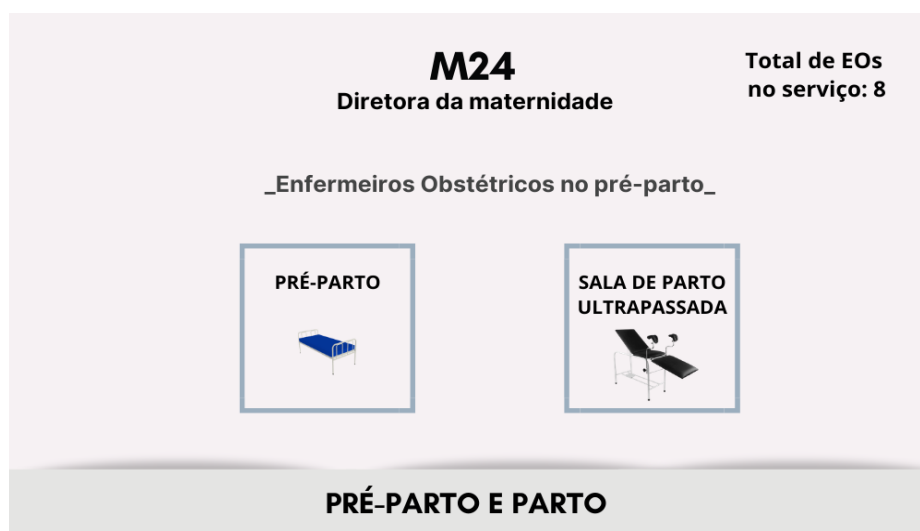 M24
Diretora da maternidade
Total de EOs
no serviço: 8
_Enfermeiros Obstétricos no pré-parto_
PRÉ-PARTO
SALA DE PARTO
ULTRAPASSADA
PRÉ-PARTO E PARTO